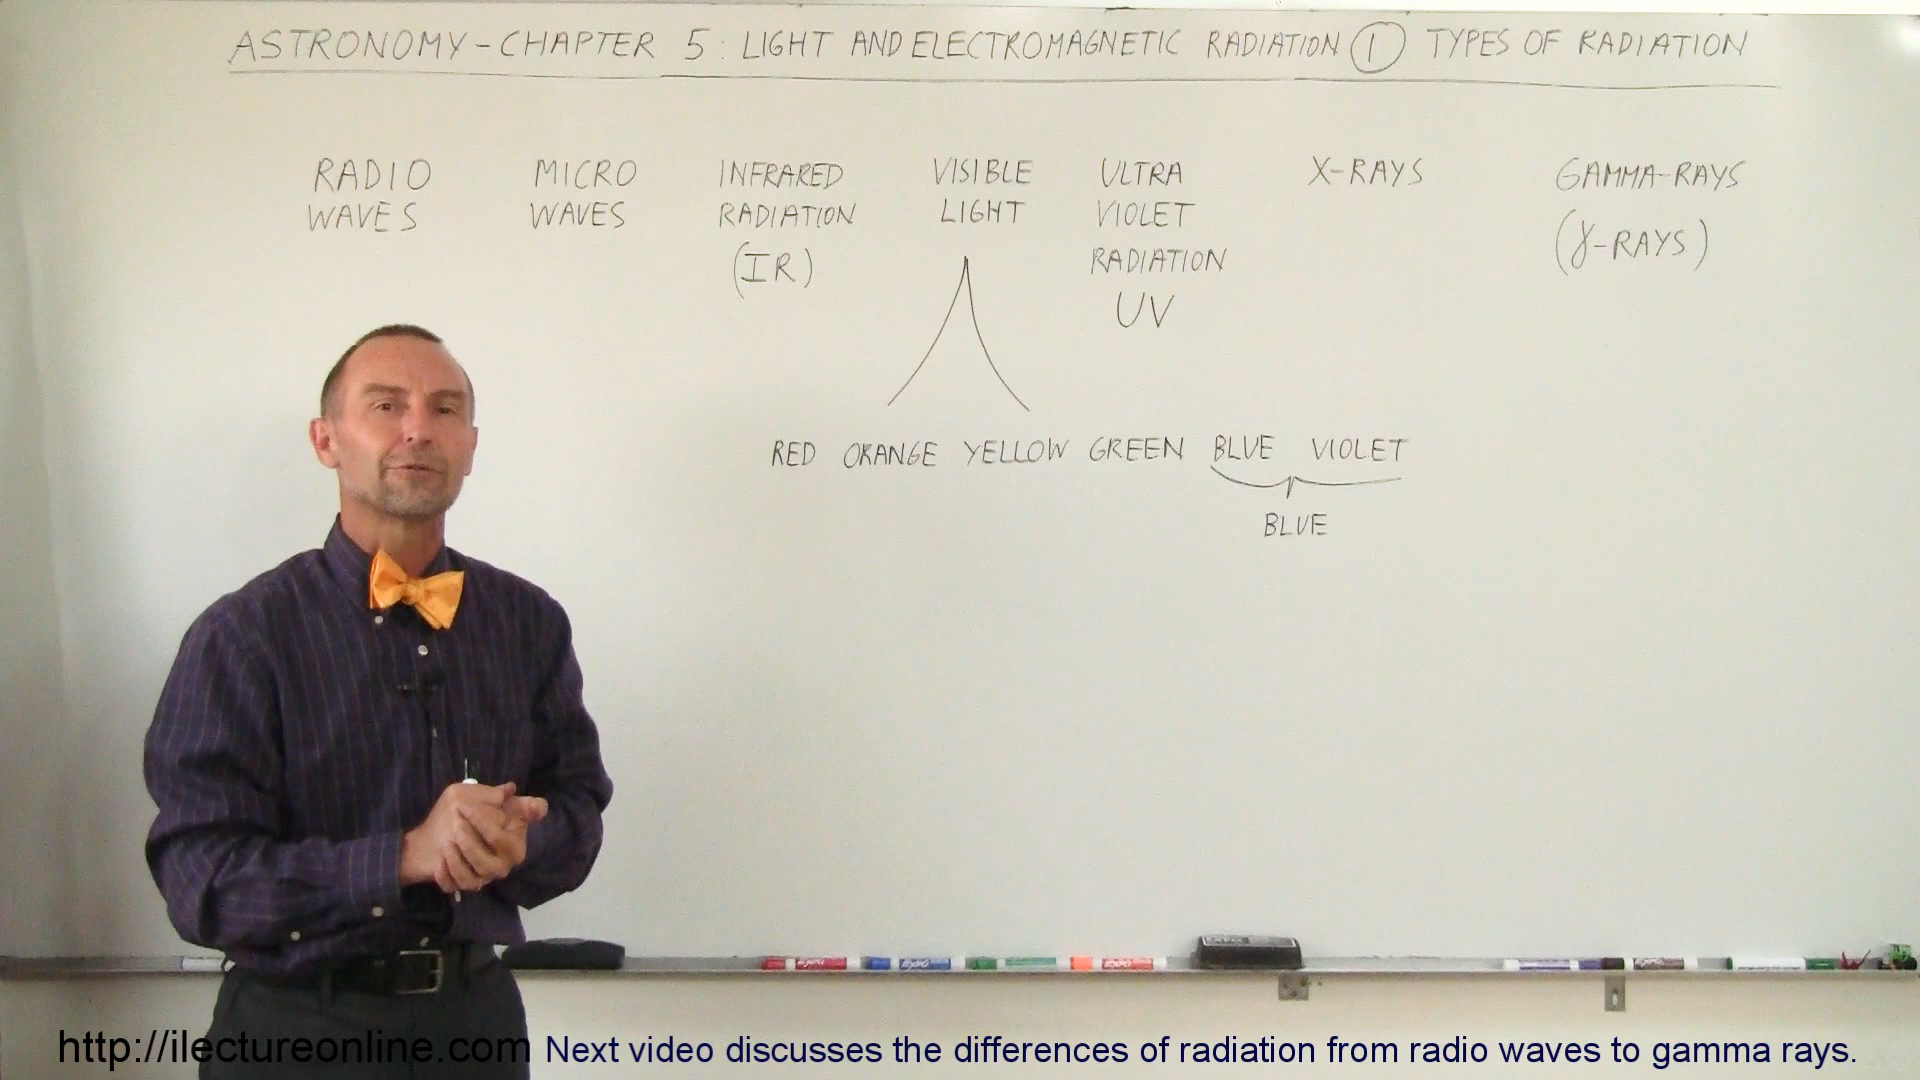 ASTRONOMY - CHAPTER 5: LIGHT AND ELECTROMAGNETIC RADIATION ① TYPES OF RADIATION
RADIO
WAVES
MICRO
WAVES
INFRARED
RADIATION
(IR)
VISIBLE
LIGHT
ULTRA
VIOLET
RADIATION
UV
X-RAYS
GAMMA-RAYS
(γ-RAYS)
RED ORANGE YELLOW GREEN BLUE VIOLET
BLUE
http://ilectureonline.com
Next video discusses the differences of radiation from radio waves to gamma rays.